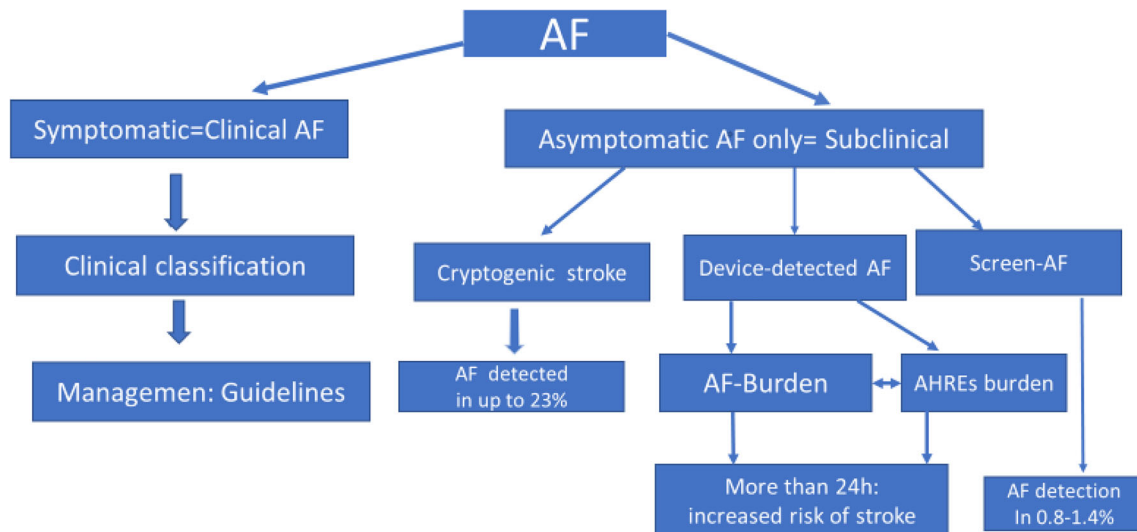 AF
Symptomatic=Clinical AF
Asymptomatic AF only= Subclinical
Clinical classification
Cryptogenic stroke
Device-detected AF
Screen-AF
Managemen: Guidelines
AF detected
in up to 23%
AF-Burden
AHREs burden
More than 24h:
increased risk of stroke
AF detection
In 0.8-1.4%